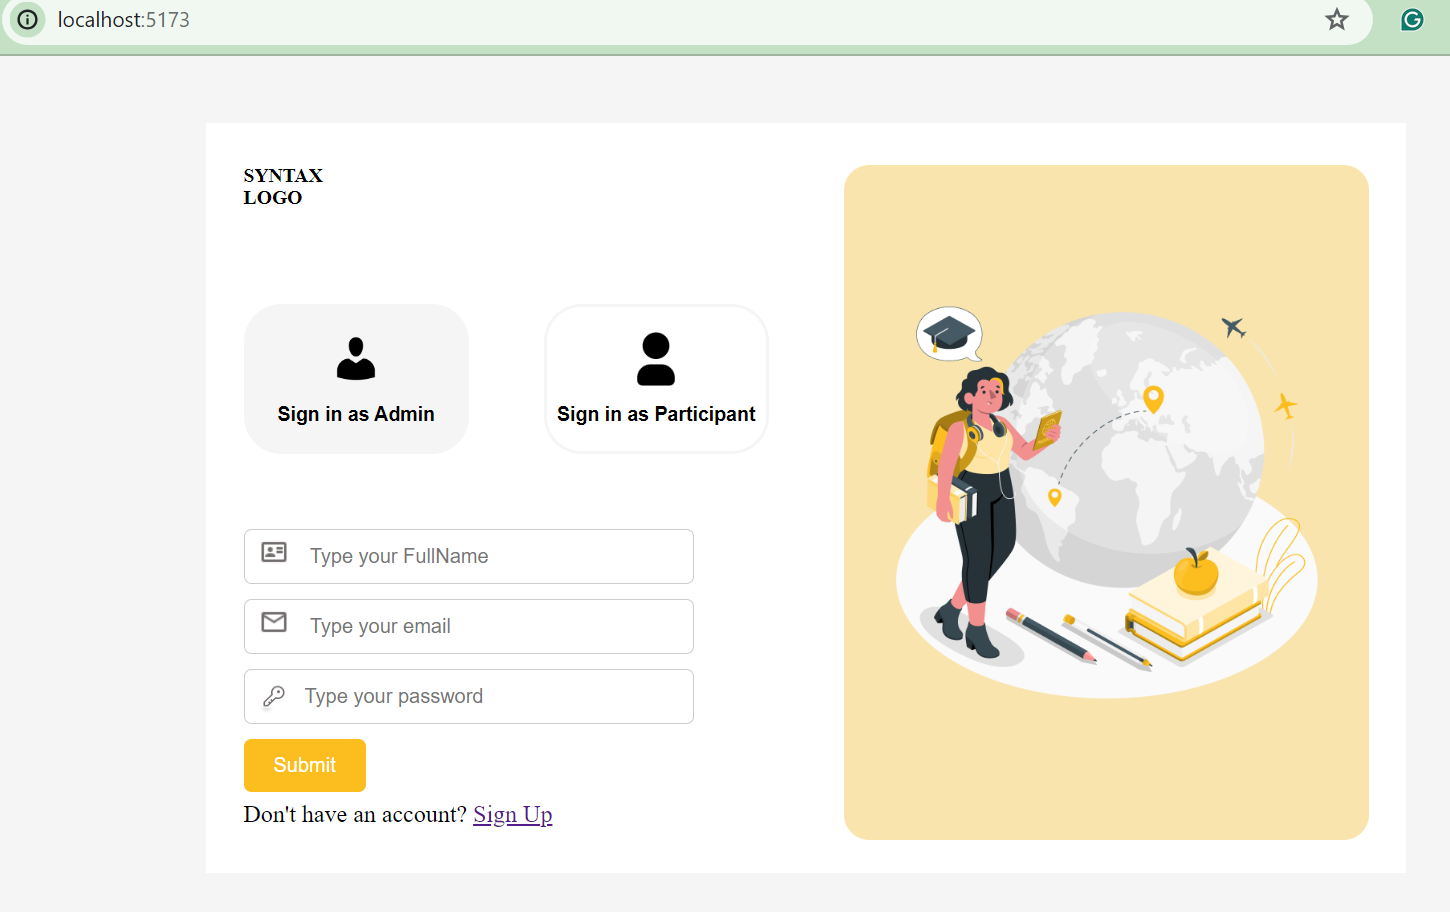 localhost:5173
SYNTAX
LOGO
Sign in as Admin
Sign in as Participant
Type your FullName
Type your email
Type your password
Submit
Don't have an account? Sign Up